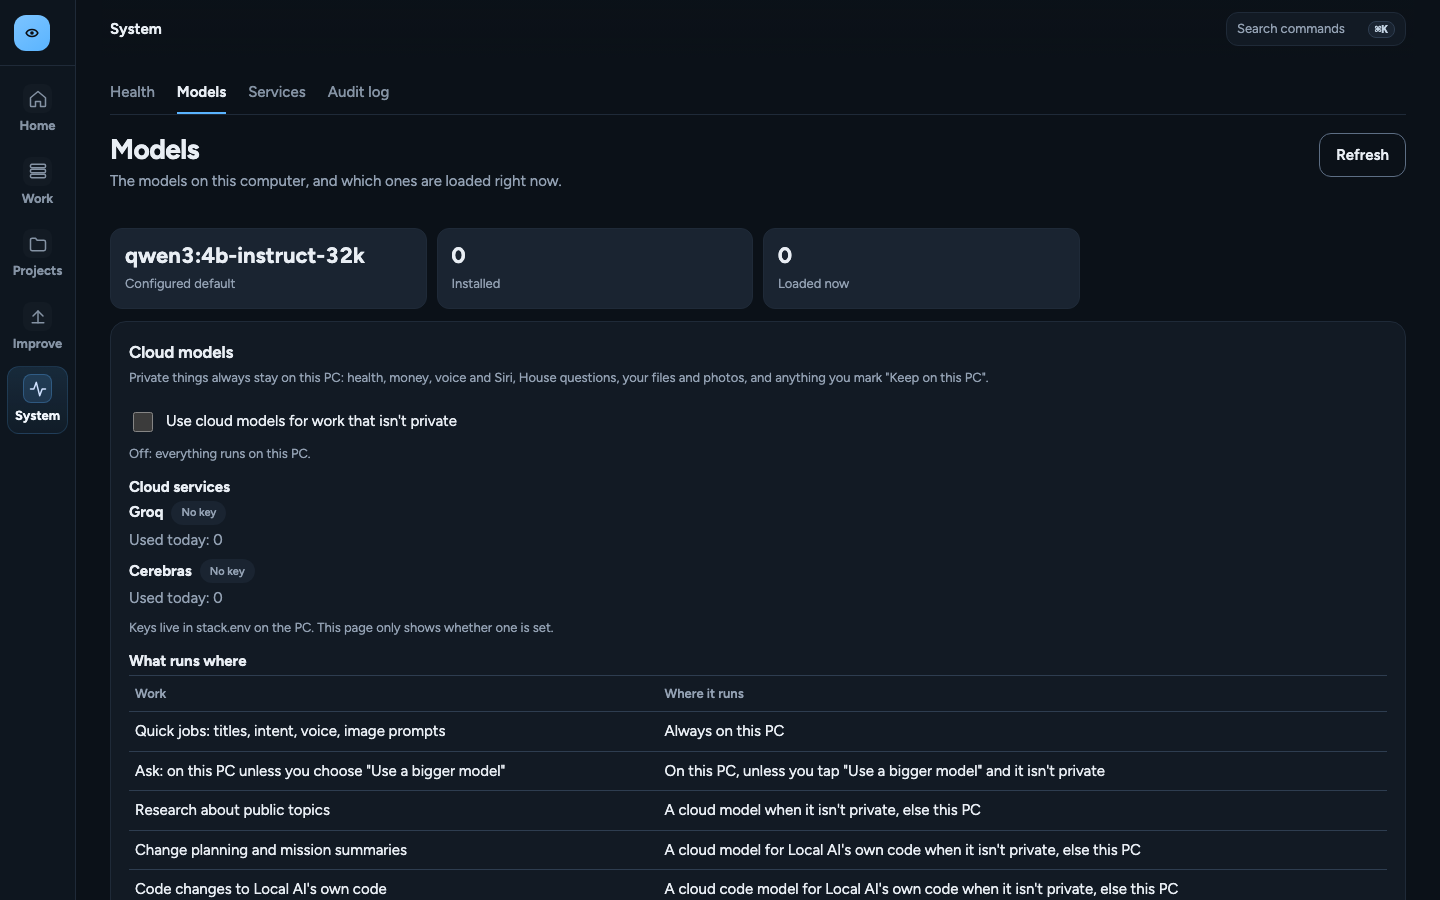 System
Search commands ⌘K
Home
Work
Projects
Improve
System
Health Models Services Audit log
Models
Refresh
The models on this computer, and which ones are loaded right now.
qwen3:4b-instruct-32k
Configured default
0
Installed
0
Loaded now
Cloud models
Private things always stay on this PC: health, money, voice and Siri, House questions, your files and photos, and anything you mark "Keep on this PC".
Use cloud models for work that isn't private
Off: everything runs on this PC.
Cloud services
Groq No key
Used today: 0
Cerebras No key
Used today: 0
Keys live in stack.env on the PC. This page only shows whether one is set.
What runs where
Work Where it runs
Quick jobs: titles, intent, voice, image prompts Always on this PC
Ask: on this PC unless you choose "Use a bigger model" On this PC, unless you tap "Use a bigger model" and it isn't private
Research about public topics A cloud model when it isn't private, else this PC
Change planning and mission summaries A cloud model for Local AI's own code when it isn't private, else this PC
Code changes to Local AI's own code A cloud code model for Local AI's own code when it isn't private, else this PC